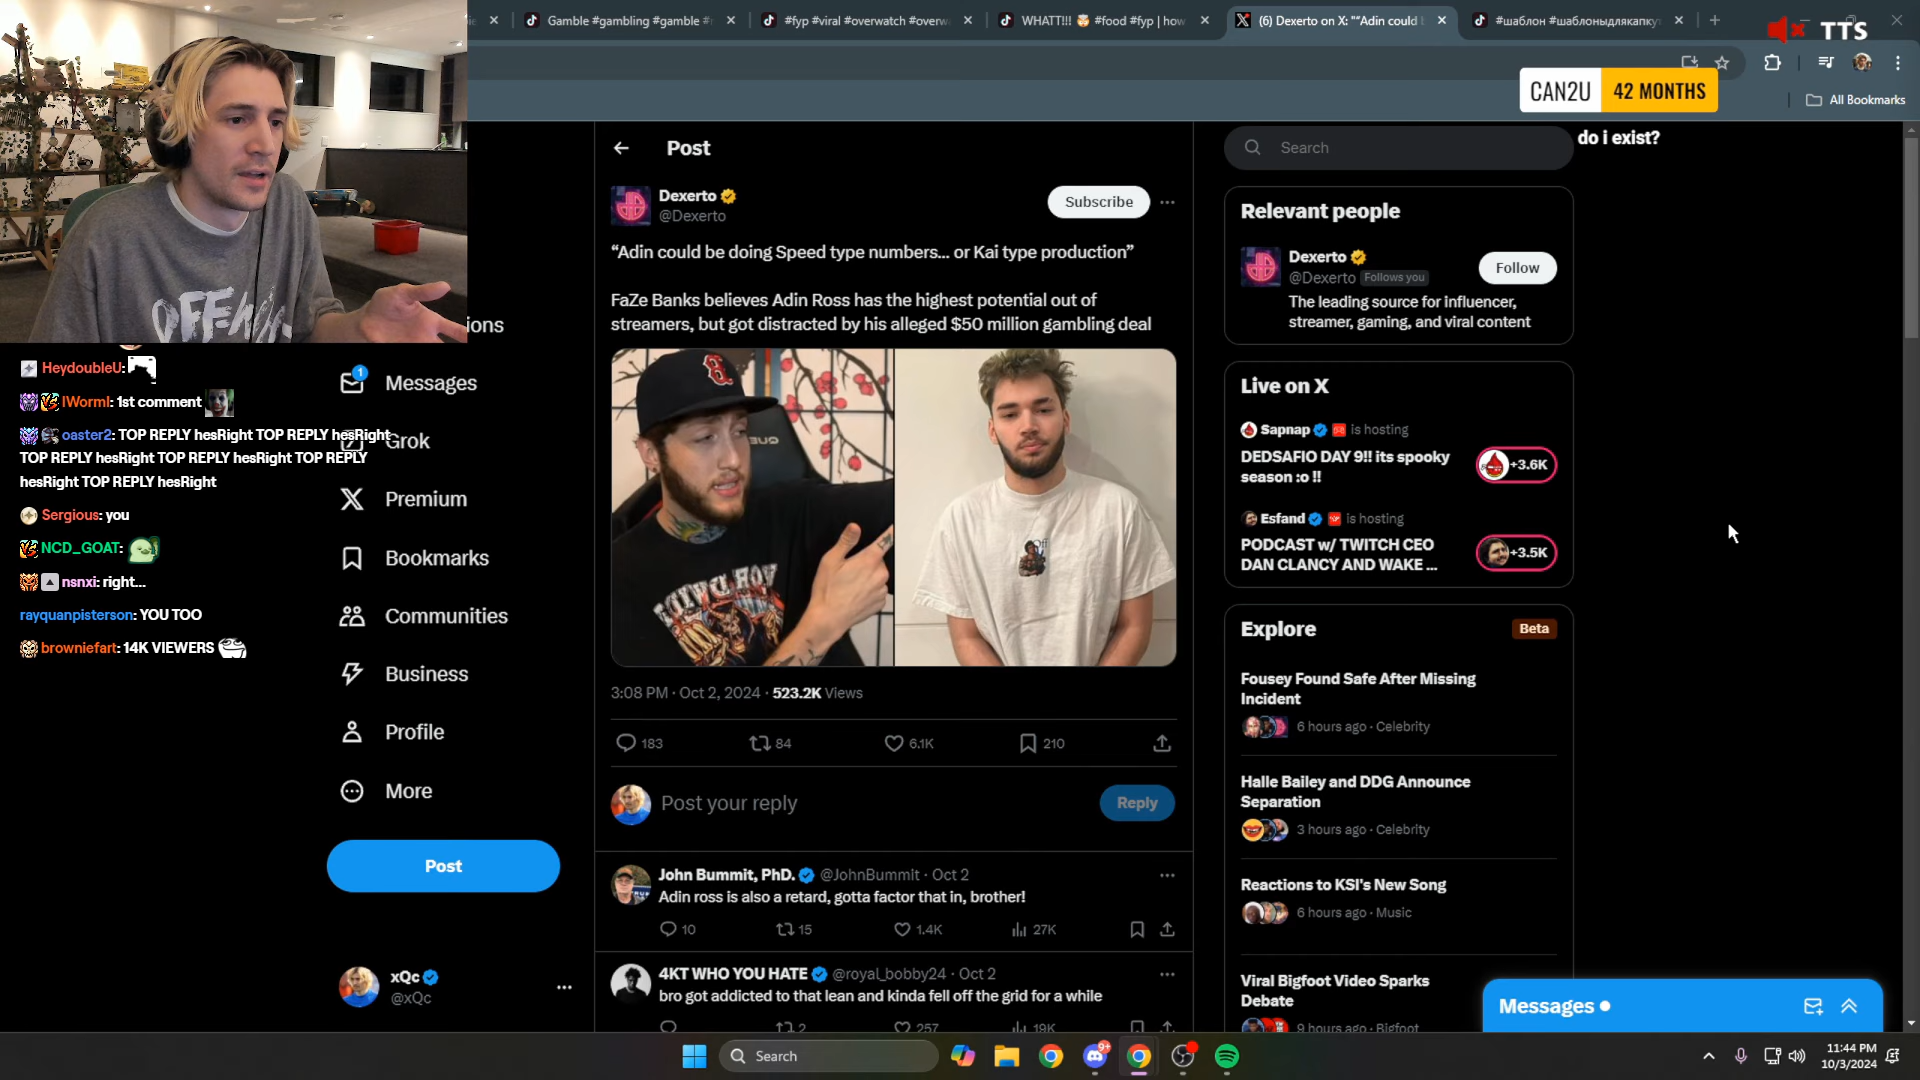 Gamble #gambling #gamble #
#fyp #viral #overwatch #overw
WHATT!!! 🤯 #food #fyp | how
(6) Dexerto on X: "“Adin could
#шаблон #шаблоныдлякапку
TTS
CAN2U 42 MONTHS
All Bookmarks
do i exist?
OFF
HeydoubleU:
IWormI: 1st comment
oaster2: TOP REPLY hesRight TOP REPLY hesRight
TOP REPLY hesRight TOP REPLY hesRight TOP REPLY
hesRight TOP REPLY hesRight
Sergious: you
NCD_GOAT:
nsnxi: right...
rayquanpisterson: YOU TOO
browniefart: 14K VIEWERS
ions
1
Messages
Grok
Premium
Bookmarks
Communities
Business
Profile
More
Post
xQc
@xQc
Post
Dexerto
@Dexerto
Subscribe
“Adin could be doing Speed type numbers... or Kai type production”
FaZe Banks believes Adin Ross has the highest potential out of
streamers, but got distracted by his alleged $50 million gambling deal
B
3:08 PM · Oct 2, 2024 · 523.2K Views
183 84 6.1K 210
Post your reply
Reply
John Bummit, PhD. @JohnBummit · Oct 2
Adin ross is also a retard, gotta factor that in, brother!
10 15 1.4K 27K
4KT WHO YOU HATE @royal_bobby24 · Oct 2
bro got addicted to that lean and kinda fell off the grid for a while
2 257 19K
Search
Relevant people
Dexerto
@Dexerto Follows you
Follow
The leading source for influencer,
streamer, gaming, and viral content
Live on X
Sapnap is hosting
DEDSAFIO DAY 9!! its spooky
season :o !!
+3.6K
Esfand is hosting
PODCAST w/ TWITCH CEO
DAN CLANCY AND WAKE ...
+3.5K
Explore
Beta
Fousey Found Safe After Missing
Incident
6 hours ago · Celebrity
Halle Bailey and DDG Announce
Separation
3 hours ago · Celebrity
Reactions to KSI's New Song
6 hours ago · Music
Viral Bigfoot Video Sparks
Debate
9 hours ago · Bigfoot
Messages
Search
9+
11:44 PM
10/3/2024